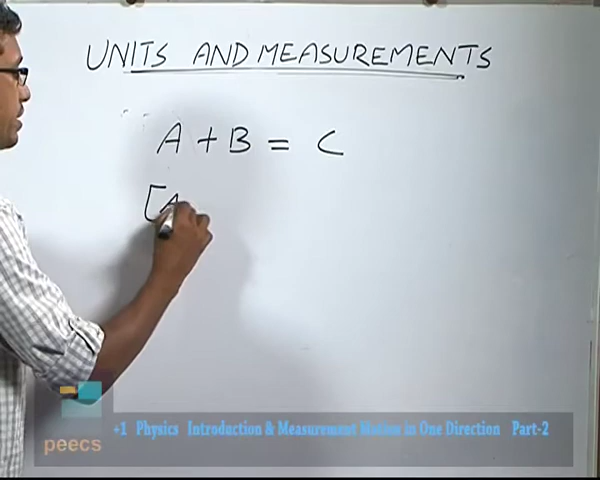 UNITS AND MEASUREMENTS
A + B = C
[A
peecs
+1 Physics Introduction & Measurement Motion in One Direction Part-2